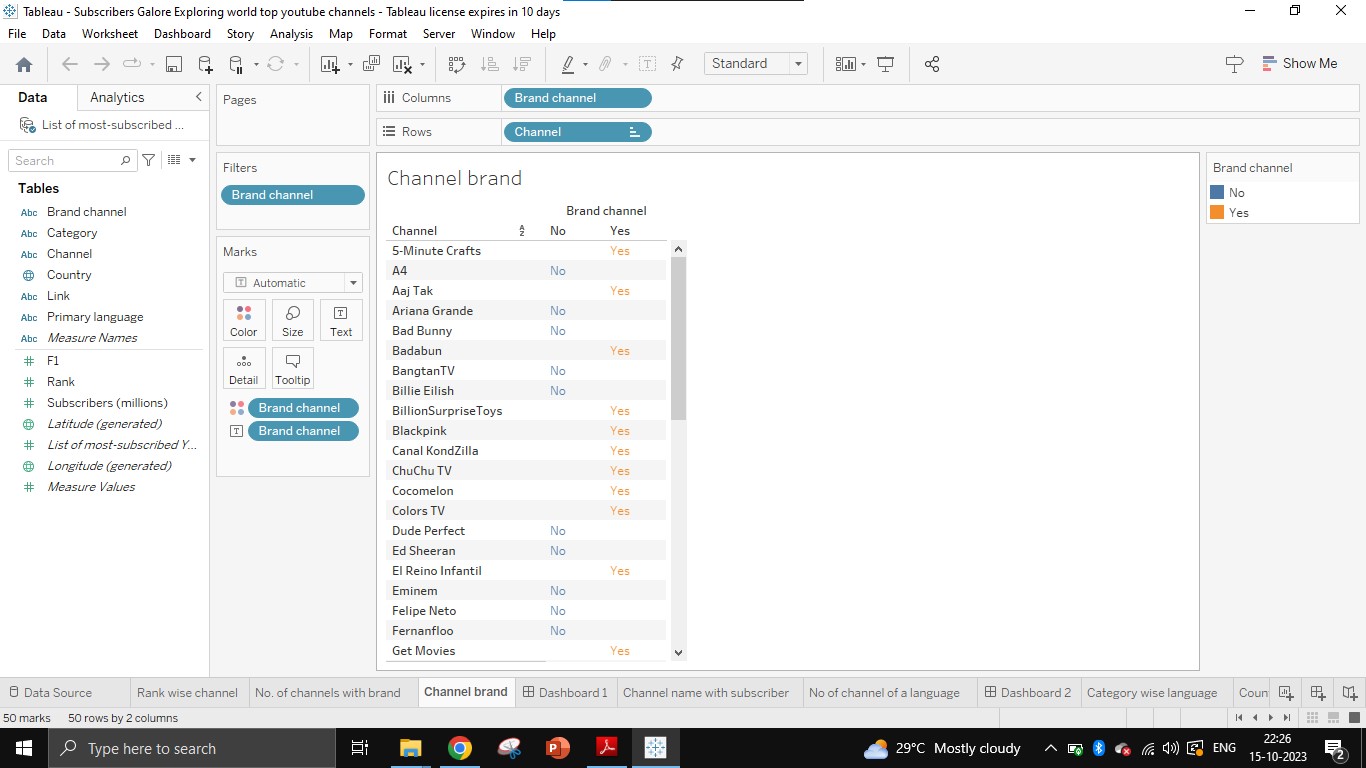 Tableau - Subscribers Galore Exploring world top youtube channels - Tableau license expires in 10 days
File Data Worksheet Dashboard Story Analysis Map Format Server Window Help
Standard
Show Me
Data Analytics
List of most-subscribed ...
Search
Tables
Abc Brand channel
Abc Category
Abc Channel
Country
Abc Link
Abc Primary language
Abc Measure Names
# F1
# Rank
# Subscribers (millions)
Latitude (generated)
# List of most-subscribed Y...
Longitude (generated)
# Measure Values
Pages
Filters
Brand channel
Marks
T Automatic
Color Size T Text
Detail Tooltip
Brand channel
T Brand channel
Columns Brand channel
Rows Channel
Channel brand
Brand channel
Channel A Z No Yes
5-Minute Crafts Yes
A4 No
Aaj Tak Yes
Ariana Grande No
Bad Bunny No
Badabun Yes
BangtanTV No
Billie Eilish No
BillionSurpriseToys Yes
Blackpink Yes
Canal KondZilla Yes
ChuChu TV Yes
Cocomelon Yes
Colors TV Yes
Dude Perfect No
Ed Sheeran No
El Reino Infantil Yes
Eminem No
Felipe Neto No
Fernanfloo No
Get Movies Yes
Brand channel
No
Yes
Data Source Rank wise channel No. of channels with brand Channel brand Dashboard 1 Channel name with subscriber No of channel of a language Dashboard 2 Category wise language Coun
50 marks 50 rows by 2 columns
Type here to search
29°C Mostly cloudy
ENG
22:26
15-10-2023
2